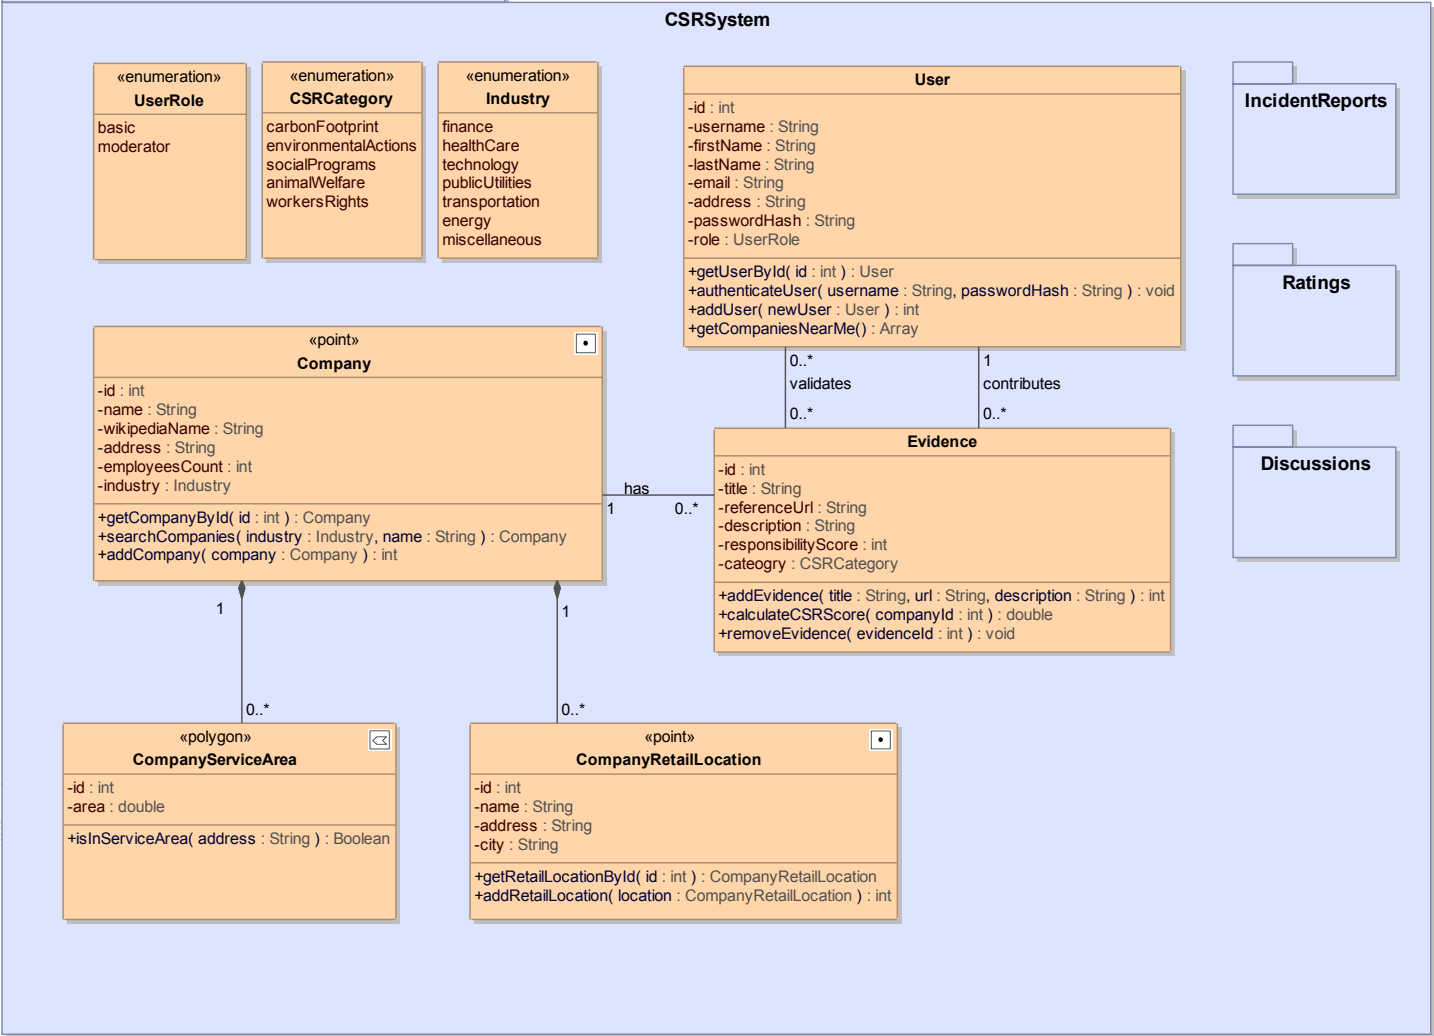 CSRSystem
«enumeration»
UserRole
basic
moderator
«enumeration»
CSRCategory
carbonFootprint
environmentalActions
socialPrograms
animalWelfare
workersRights
«enumeration»
Industry
finance
healthCare
technology
publicUtilities
transportation
energy
miscellaneous
User
-id : int
-username : String
-firstName : String
-lastName : String
-email : String
-address : String
-passwordHash : String
-role : UserRole
+getUserById( id : int ) : User
+authenticateUser( username : String, passwordHash : String ) : void
+addUser( newUser : User ) : int
+getCompaniesNearMe() : Array
IncidentReports
Ratings
Discussions
«point»
Company
-id : int
-name : String
-wikipediaName : String
-address : String
-employeesCount : int
-industry : Industry
+getCompanyById( id : int ) : Company
+searchCompanies( industry : Industry, name : String ) : Company
+addCompany( company : Company ) : int
0..*
validates
0..*
1
contributes
0..*
has
1
0..*
Evidence
-id : int
-title : String
-referenceUrl : String
-description : String
-responsibilityScore : int
-cateogry : CSRCategory
+addEvidence( title : String, url : String, description : String ) : int
+calculateCSRScore( companyId : int ) : double
+removeEvidence( evidenceId : int ) : void
1
0..*
1
0..*
«polygon»
CompanyServiceArea
-id : int
-area : double
+isInServiceArea( address : String ) : Boolean
«point»
CompanyRetailLocation
-id : int
-name : String
-address : String
-city : String
+getRetailLocationById( id : int ) : CompanyRetailLocation
+addRetailLocation( location : CompanyRetailLocation ) : int